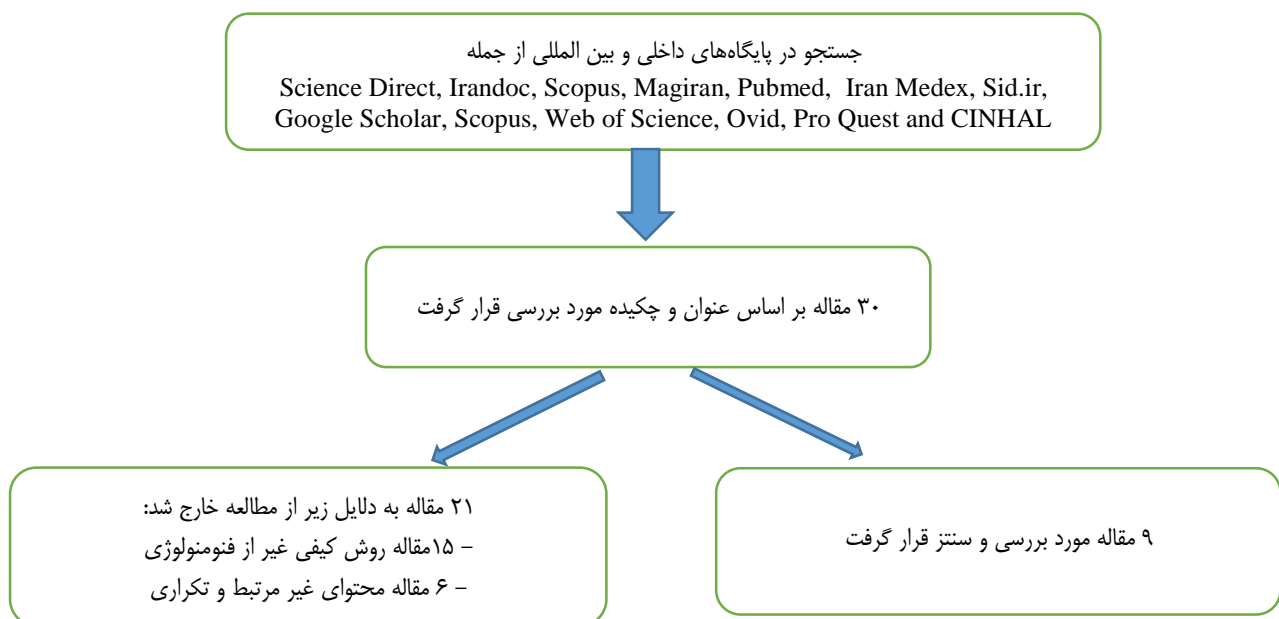 جستجو در پایگاه‌های داخلی و بین المللی از جمله
Science Direct, Irandoc, Scopus, Magiran, Pubmed, Iran Medex, Sid.ir,
Google Scholar, Scopus, Web of Science, Ovid, Pro Quest and CINHAL
۳۰ مقاله بر اساس عنوان و چکیده مورد بررسی قرار گرفت
۲۱ مقاله به دلایل زیر از مطالعه خارج شد:
- ۱۵مقاله روش کیفی غیر از فنومنولوژی
- ۶ مقاله محتوای غیر مرتبط و تکراری
۹ مقاله مورد بررسی و سنتز قرار گرفت